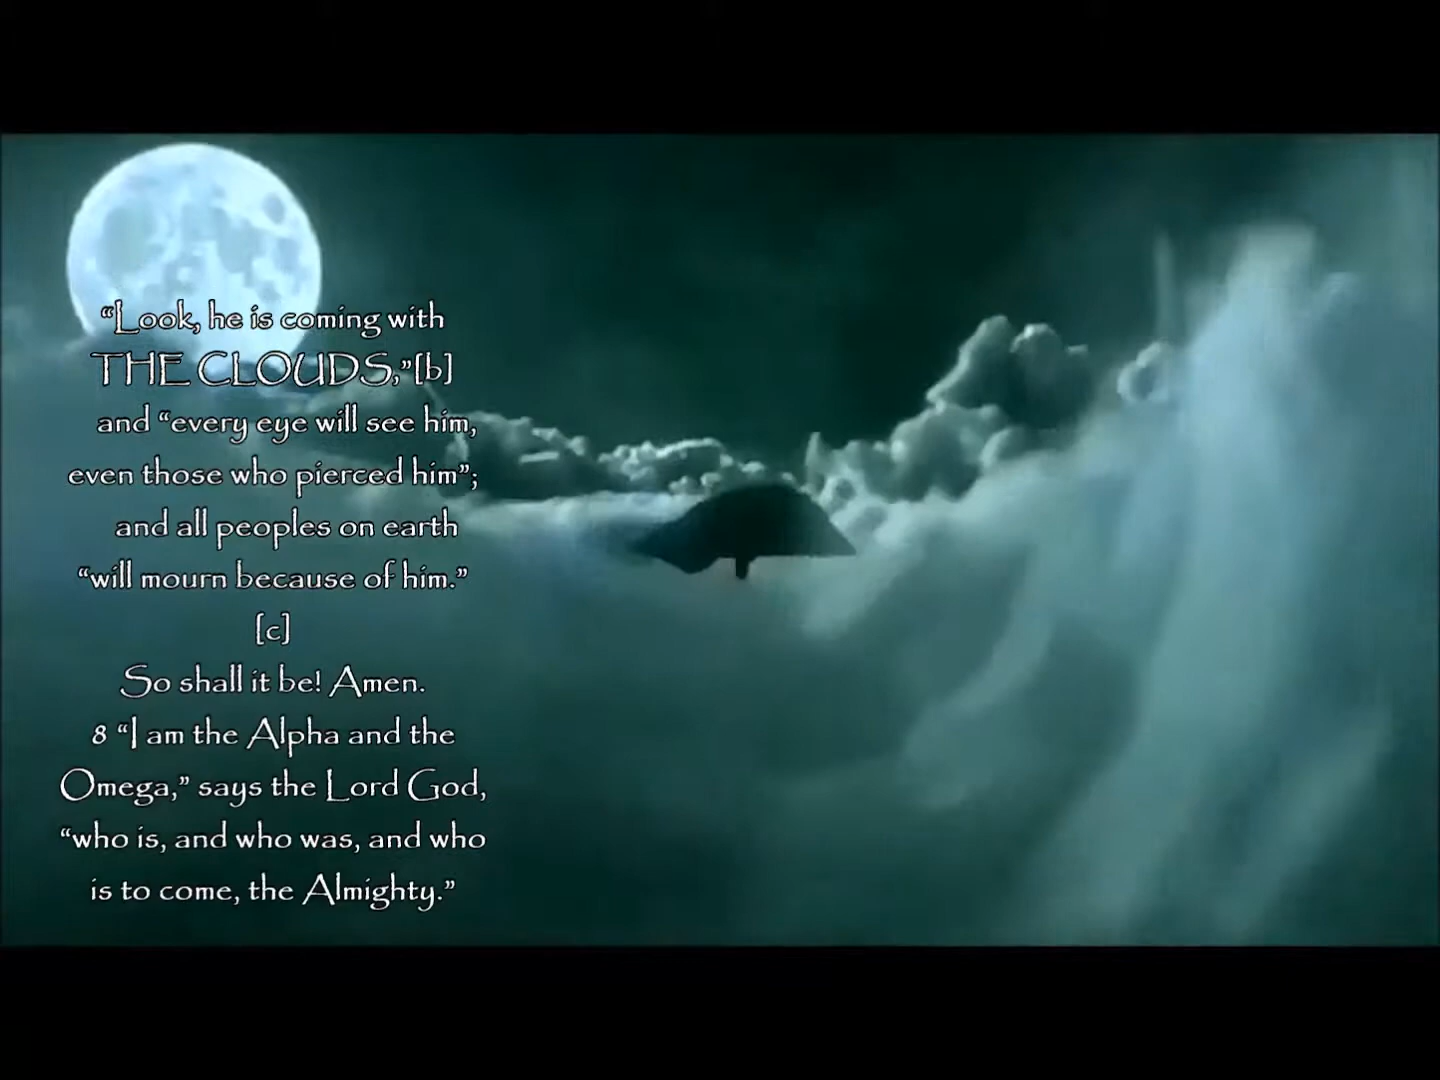 “Look, he is coming with
THE CLOUDS,”[b]
and “every eye will see him,
even those who pierced him”;
and all peoples on earth
“will mourn because of him.”
[c]
So shall it be! Amen.
8 “I am the Alpha and the
Omega,” says the Lord God,
“who is, and who was, and who
is to come, the Almighty.”